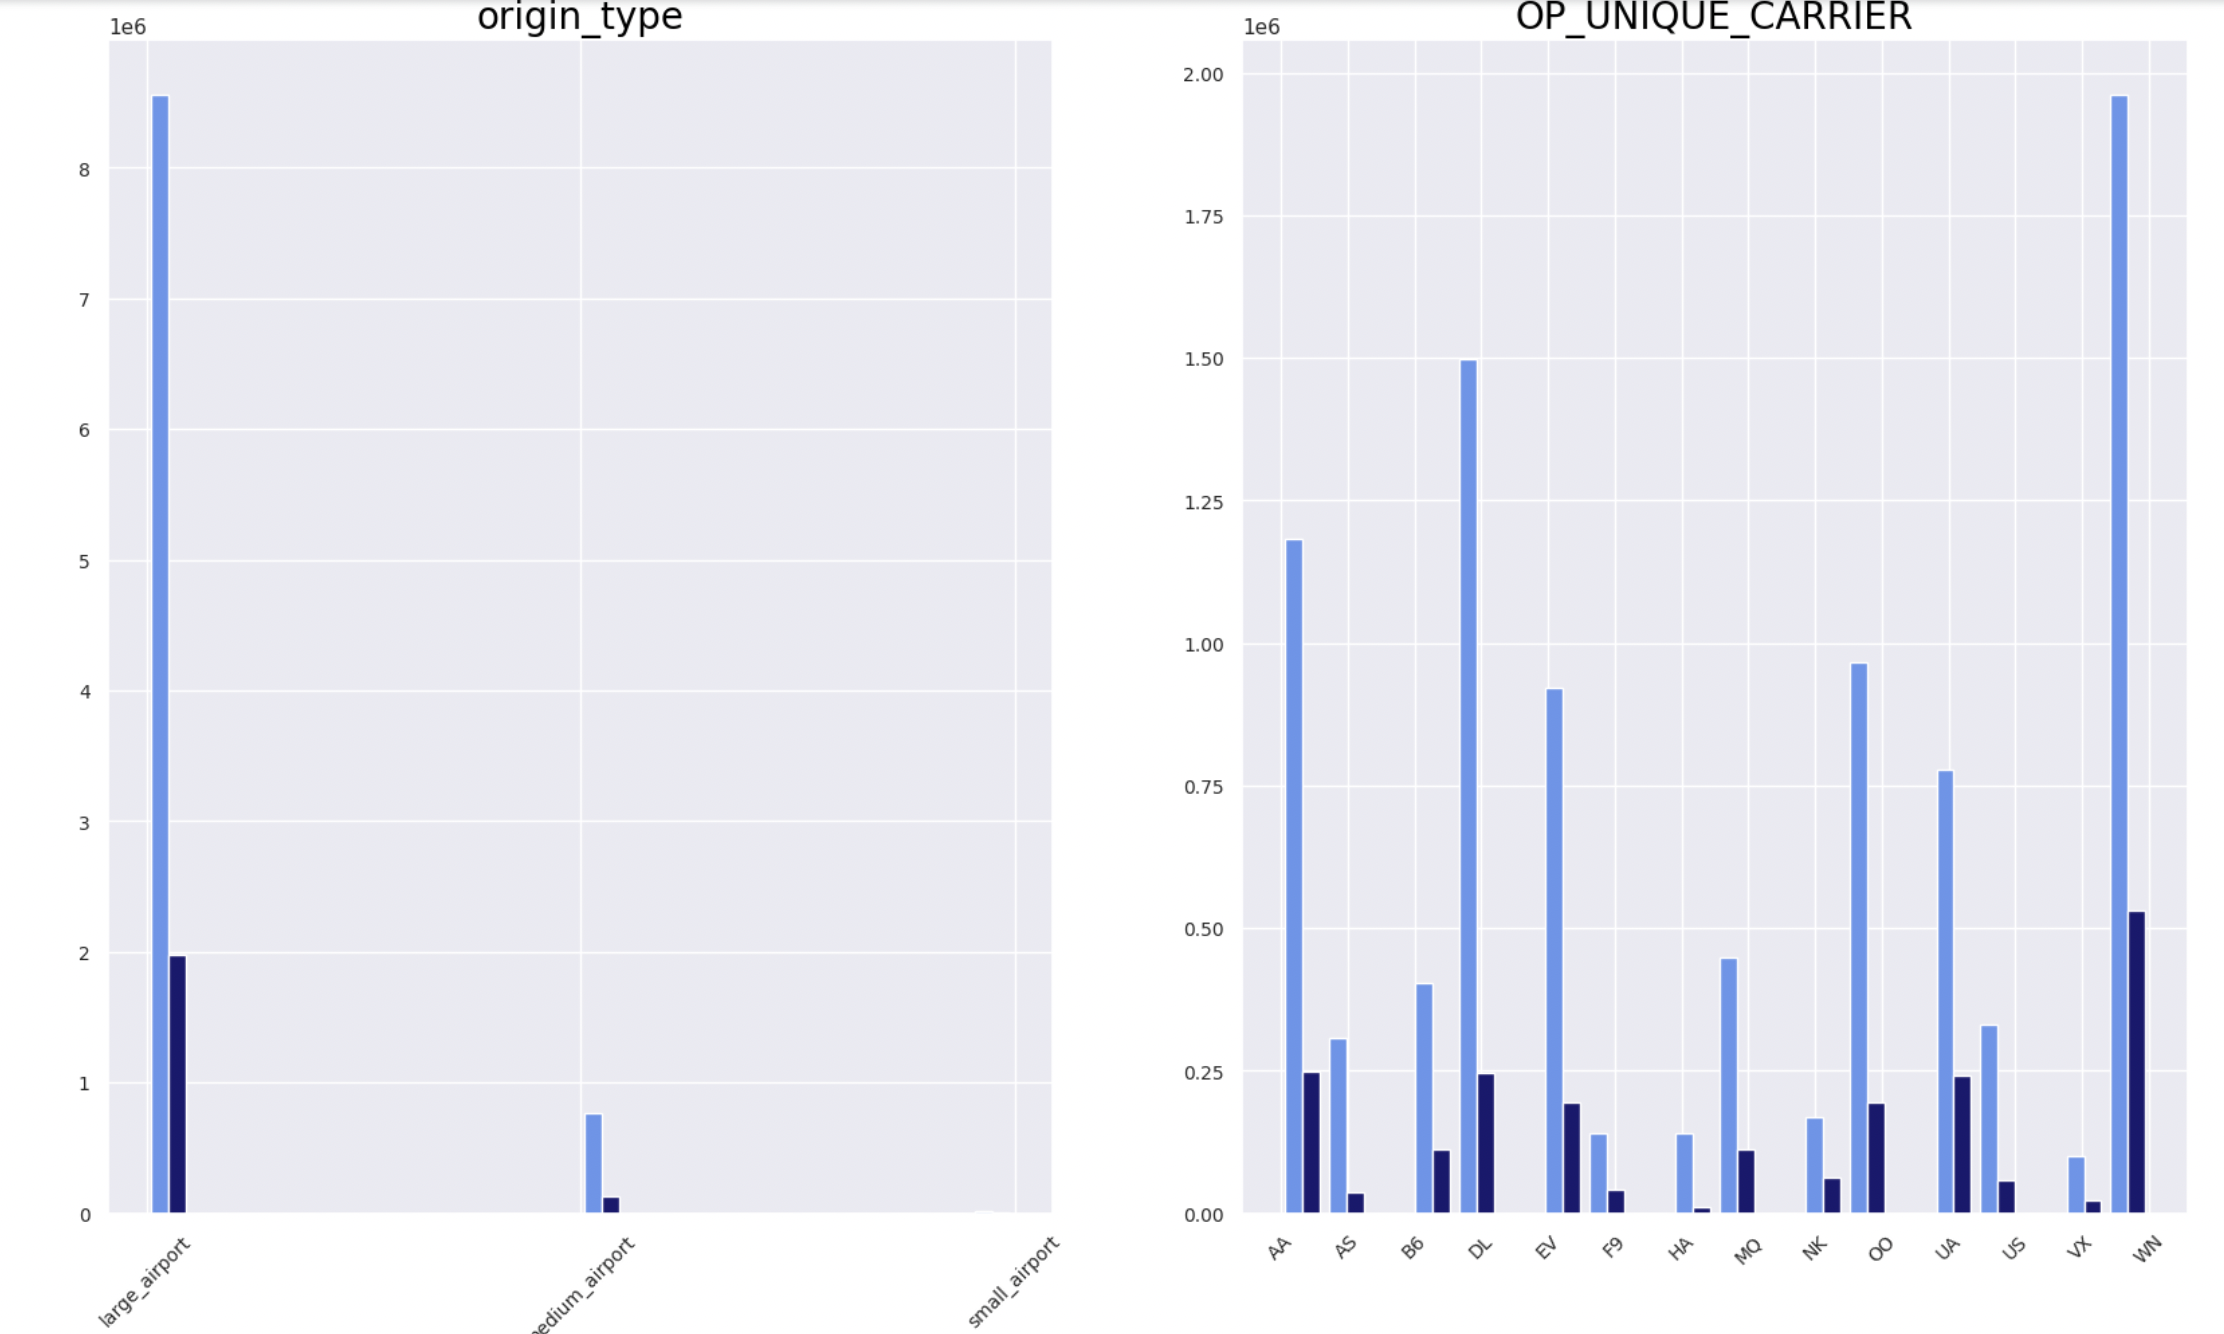 origin_type
1e6
8
7
6
5
4
3
2
1
0
large_airport
edium_airport
small_airport
OP_UNIQUE_CARRIER
1e6
2.00
1.75
1.50
1.25
1.00
0.75
0.50
0.25
0.00
AA AS B6 DL EV F9 HA MQ NK OO UA US VX WN